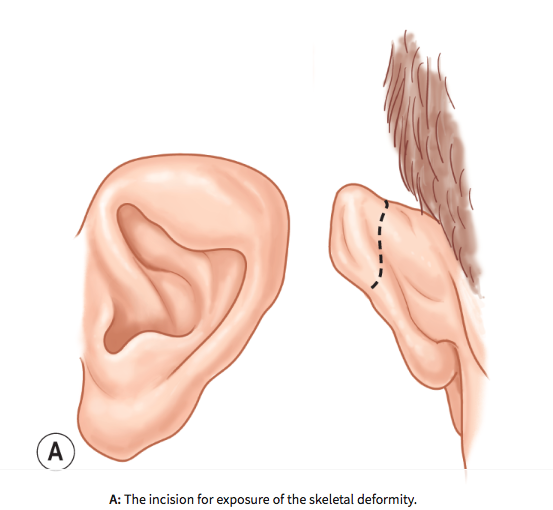 A
A: The incision for exposure of the skeletal deformity.